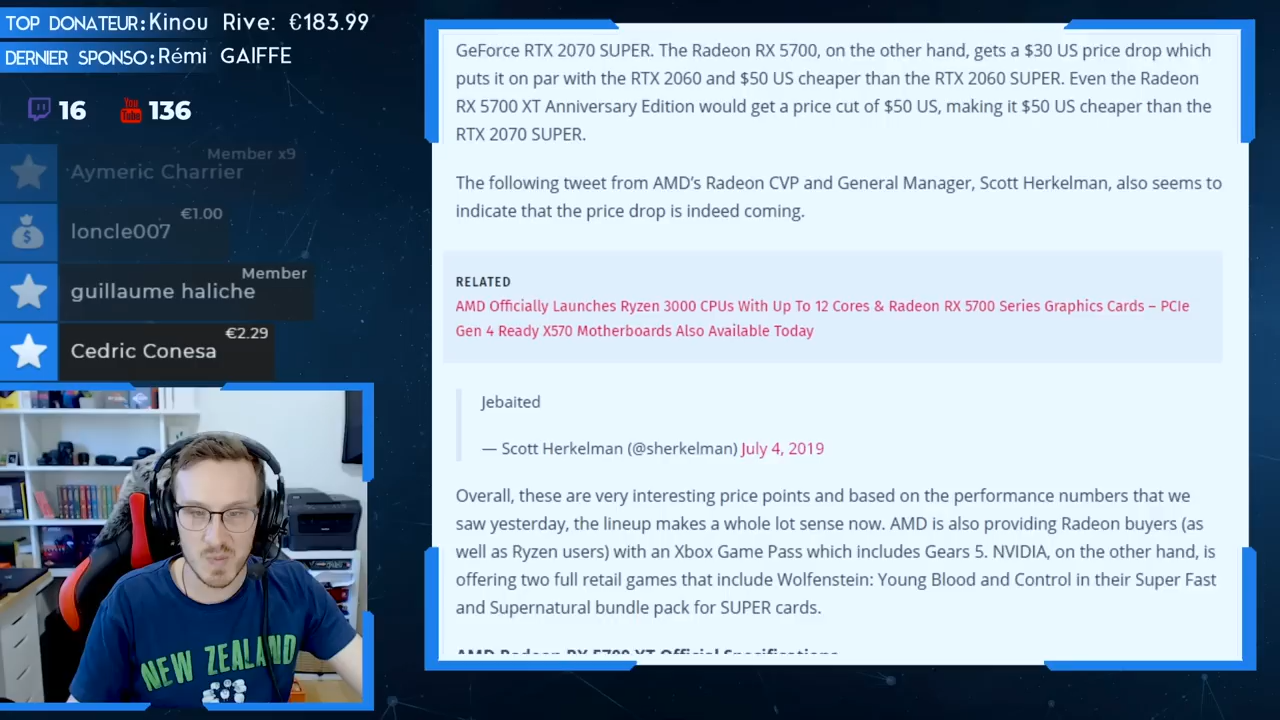 TOP DONATEUR:Kinou Rive: €183.99
DERNIER SPONSO:Rémi GAIFFE
16
You Tube 136
Member x9
Aymeric Charrier
€1.00
loncle007
Member
guillaume haliche
€2.29
Cedric Conesa
NEW ZEALAND
GeForce RTX 2070 SUPER. The Radeon RX 5700, on the other hand, gets a $30 US price drop which
puts it on par with the RTX 2060 and $50 US cheaper than the RTX 2060 SUPER. Even the Radeon
RX 5700 XT Anniversary Edition would get a price cut of $50 US, making it $50 US cheaper than the
RTX 2070 SUPER.
The following tweet from AMD’s Radeon CVP and General Manager, Scott Herkelman, also seems to
indicate that the price drop is indeed coming.
RELATED
AMD Officially Launches Ryzen 3000 CPUs With Up To 12 Cores & Radeon RX 5700 Series Graphics Cards – PCIe
Gen 4 Ready X570 Motherboards Also Available Today
Jebaited
— Scott Herkelman (@sherkelman) July 4, 2019
Overall, these are very interesting price points and based on the performance numbers that we
saw yesterday, the lineup makes a whole lot sense now. AMD is also providing Radeon buyers (as
well as Ryzen users) with an Xbox Game Pass which includes Gears 5. NVIDIA, on the other hand, is
offering two full retail games that include Wolfenstein: Young Blood and Control in their Super Fast
and Supernatural bundle pack for SUPER cards.
AMD Radeon RX 5700 XT Official Specifications